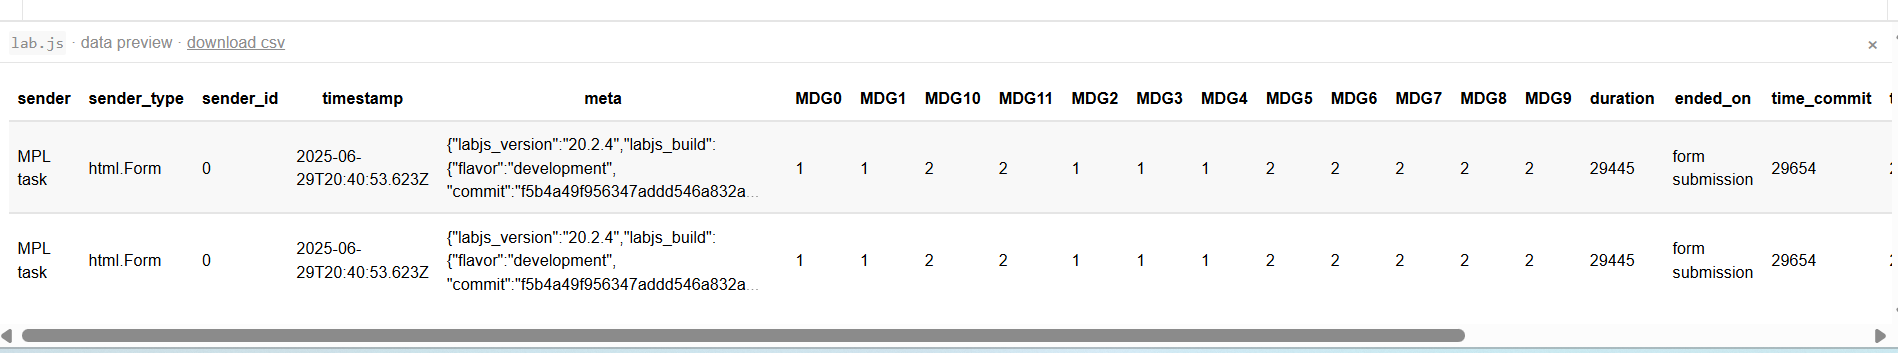 lab.js · data preview · download csv ×
sender sender_type sender_id timestamp meta MDG0 MDG1 MDG10 MDG11 MDG2 MDG3 MDG4 MDG5 MDG6 MDG7 MDG8 MDG9 duration ended_on time_commit
MPL task html.Form 0 2025-06-29T20:40:53.623Z {"labjs_version":"20.2.4","labjs_build":{"flavor":"development","commit":"f5b4a49f956347addd546a832a... 1 1 2 2 1 1 1 2 2 2 2 2 29445 form submission 29654
MPL task html.Form 0 2025-06-29T20:40:53.623Z {"labjs_version":"20.2.4","labjs_build":{"flavor":"development","commit":"f5b4a49f956347addd546a832a... 1 1 2 2 1 1 1 2 2 2 2 2 29445 form submission 29654